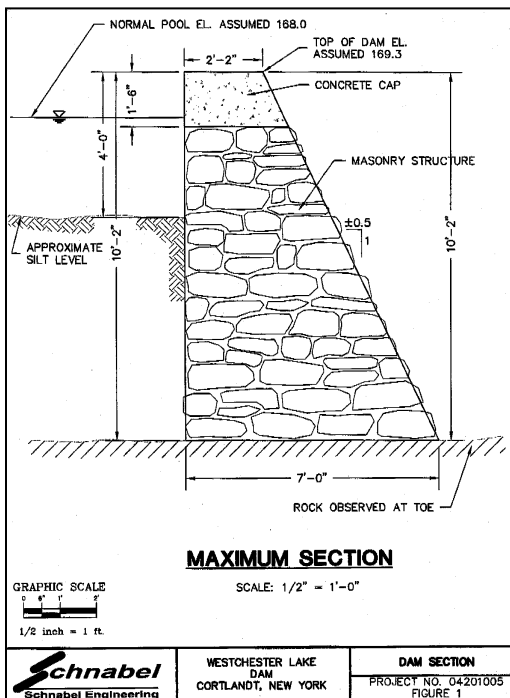 NORMAL POOL EL. ASSUMED 168.0
2'-2"
TOP OF DAM EL.
ASSUMED 169.3
CONCRETE CAP
1'-6"
4'-0"
MASONRY STRUCTURE
±0.5
1
APPROXIMATE
SILT LEVEL
10'-2"
10'-2"
7'-0"
ROCK OBSERVED AT TOE
MAXIMUM SECTION
SCALE: 1/2" = 1'-0"
GRAPHIC SCALE
0 6" 1' 2'
1/2 inch = 1 ft.
Schnabel
Schnabel Engineering
WESTCHESTER LAKE
DAM
CORTLANDT, NEW YORK
DAM SECTION
PROJECT NO. 04201005
FIGURE 1